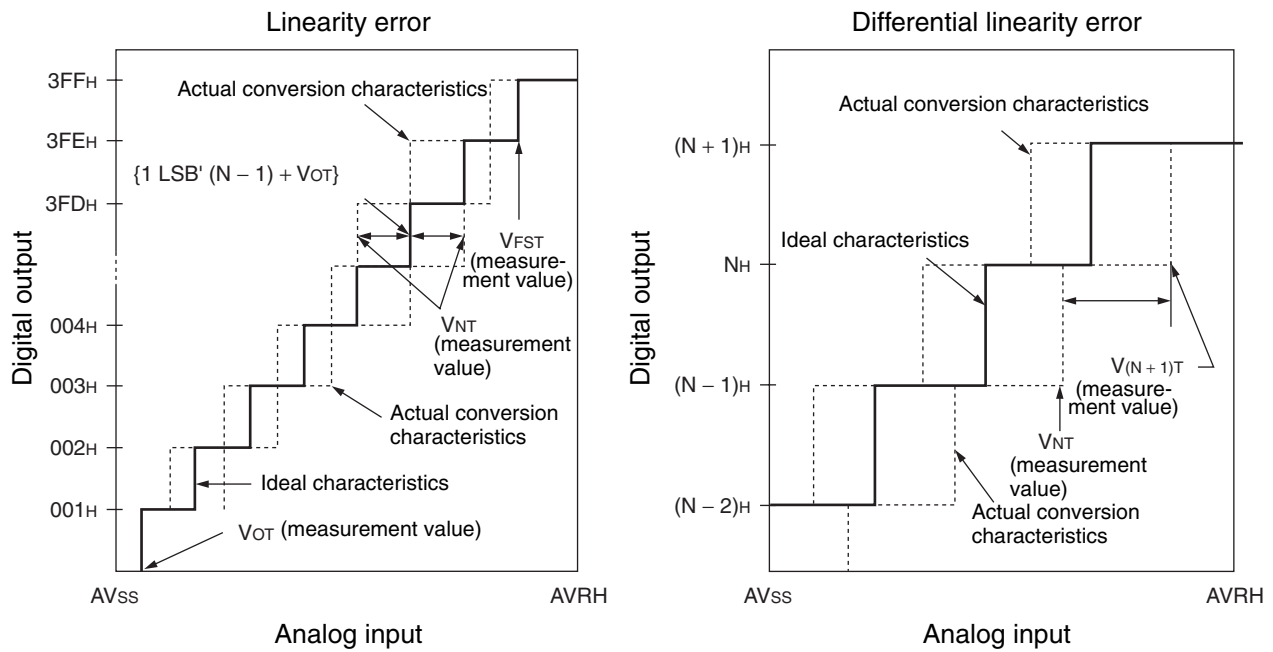 Linearity error
3FFH
3FEH
3FDH
004H
003H
002H
001H
Digital output
Actual conversion characteristics
{1 LSB' (N − 1) + VOT}
VFST
(measure-
ment value)
VNT
(measurement
value)
Actual conversion
characteristics
Ideal characteristics
VOT (measurement value)
AVSS
AVRH
Analog input
Differential linearity error
(N + 1)H
NH
(N − 1)H
(N − 2)H
Digital output
Actual conversion characteristics
Ideal characteristics
V(N + 1)T
(measure-
ment value)
VNT
(measurement
value)
Actual conversion
characteristics
AVSS
AVRH
Analog input